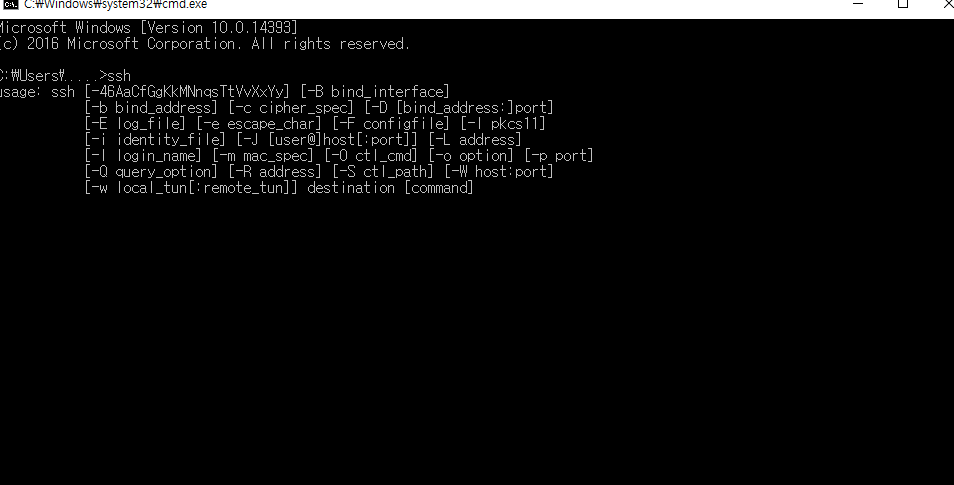 C:₩Windows₩system32₩cmd.exe
Microsoft Windows [Version 10.0.14393]
(c) 2016 Microsoft Corporation. All rights reserved.
C:₩Users₩.....>ssh
usage: ssh [-46AaCfGgKkMNnqsTtVvXxYy] [-B bind_interface]
[-b bind_address] [-c cipher_spec] [-D [bind_address:]port]
[-E log_file] [-e escape_char] [-F configfile] [-I pkcs11]
[-i identity_file] [-J [user@]host[:port]] [-L address]
[-l login_name] [-m mac_spec] [-O ctl_cmd] [-o option] [-p port]
[-Q query_option] [-R address] [-S ctl_path] [-W host:port]
[-w local_tun[:remote_tun]] destination [command]